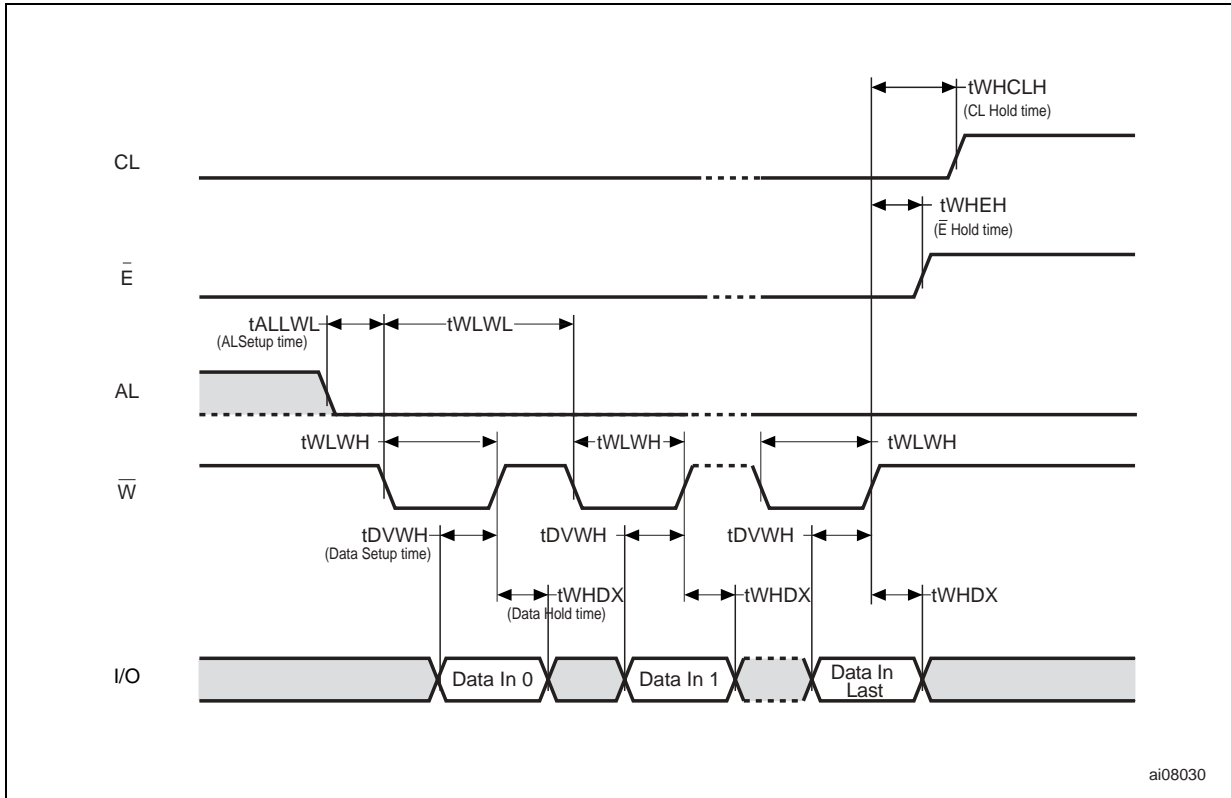 tWHCLH
(CL Hold time)
CL
tWHEH
(E̅ Hold time)
E̅
tALLWL
(ALSetup time)
tWLWL
AL
tWLWH
tWLWH
tWLWH
W̅
tDVWH
(Data Setup time)
tDVWH
tDVWH
tWHDX
(Data Hold time)
tWHDX
tWHDX
I/O
Data In 0
Data In 1
Data In
Last
ai08030